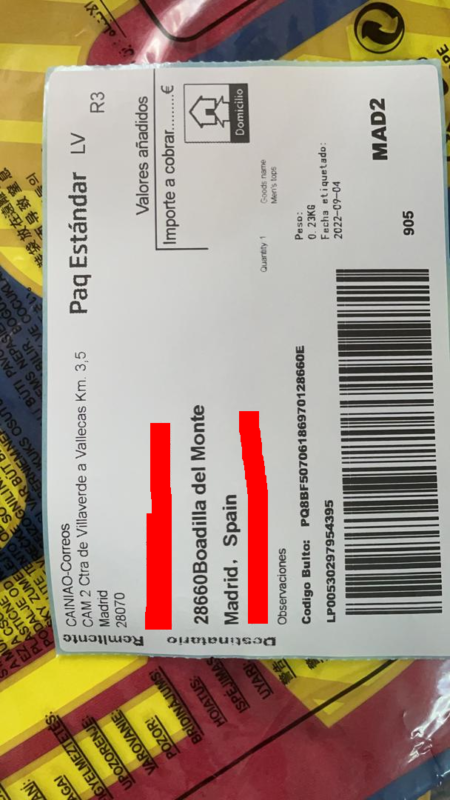 Remitente
CAINIAO-Correos
CAM 2 Ctra de Villaverde a Vallecas Km. 3,5
Madrid
28070
Paq Estándar LV R3
Valores añadidos
Importe a cobrar........€
Domicilio
Destinatario
28660Boadilla del Monte
Madrid, Spain
Observaciones
Quantity 1
Goods name
Men's tops
Codigo Bulto: PQ8BF50706186970128660E
Peso:
0.23KG
Fecha etiquetado:
2022-09-04
LP00530297954395
905
MAD2